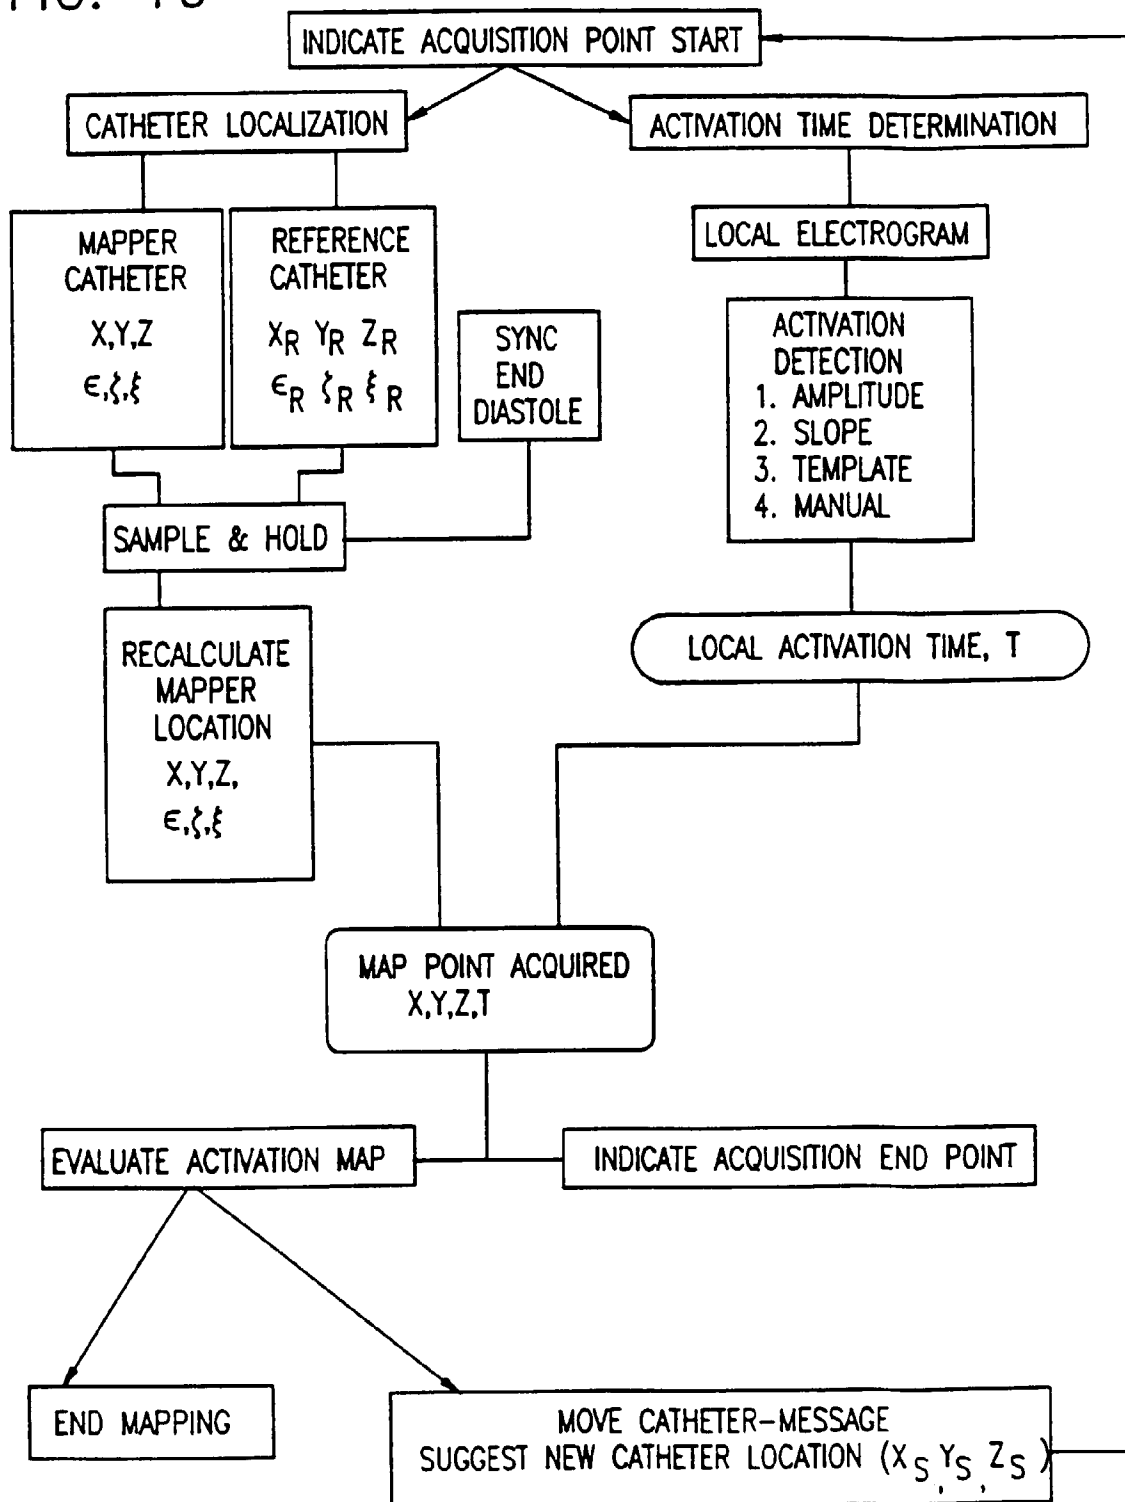 INDICATE ACQUISITION POINT START
CATHETER LOCALIZATION
ACTIVATION TIME DETERMINATION
MAPPER
CATHETER
X,Y,Z
ϵ,ζ,ξ
REFERENCE
CATHETER
XR YR ZR
ϵR ζR ξR
SYNC
END
DIASTOLE
LOCAL ELECTROGRAM
ACTIVATION
DETECTION
1. AMPLITUDE
2. SLOPE
3. TEMPLATE
4. MANUAL
SAMPLE & HOLD
RECALCULATE
MAPPER
LOCATION
X,Y,Z,
ϵ,ζ,ξ
LOCAL ACTIVATION TIME, T
MAP POINT ACQUIRED
X,Y,Z,T
EVALUATE ACTIVATION MAP
INDICATE ACQUISITION END POINT
END MAPPING
MOVE CATHETER-MESSAGE
SUGGEST NEW CATHETER LOCATION (XS, YS, ZS)